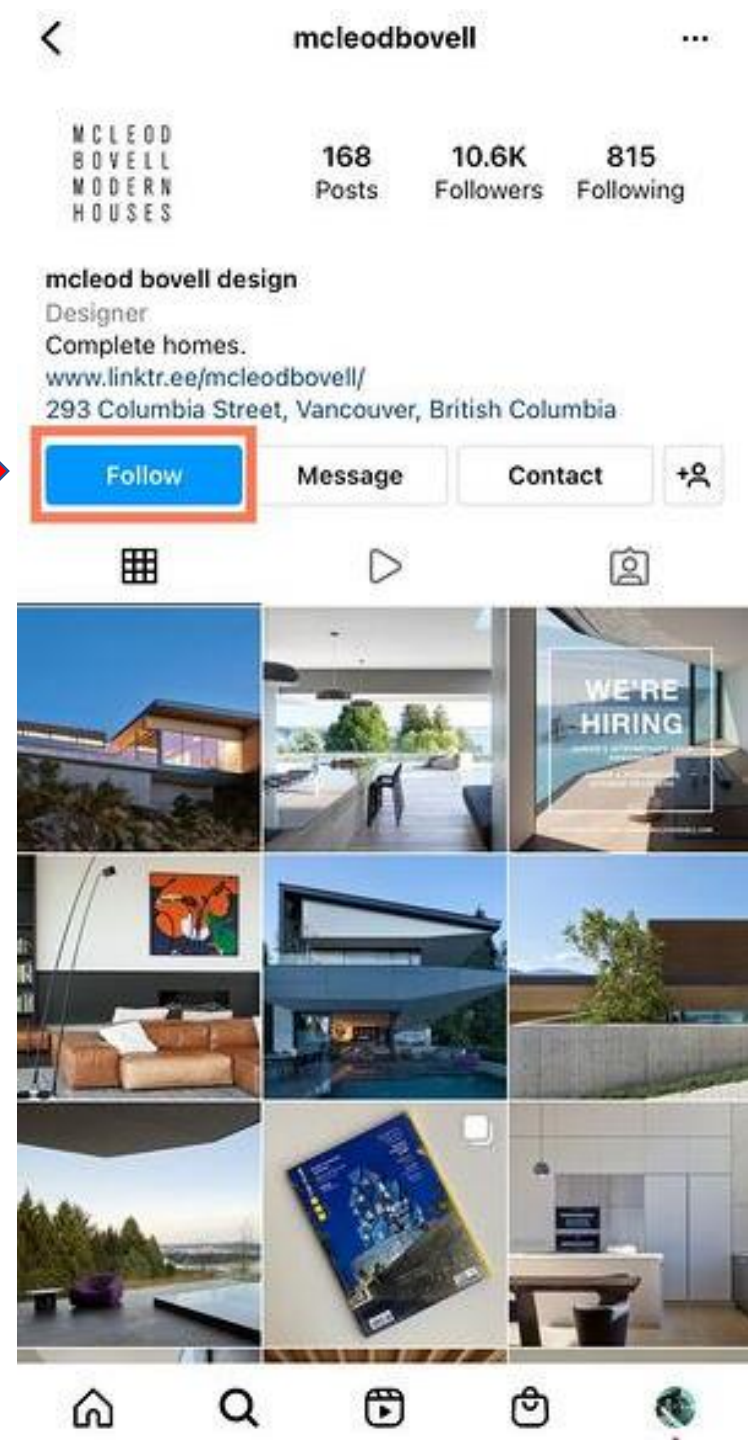 mcleodbovell
MCLEOD
BOVELL
MODERN
HOUSES
168
Posts
10.6K
Followers
815
Following
mcleod bovell design
Designer
Complete homes.
www.linktr.ee/mcleodbovell/
293 Columbia Street, Vancouver, British Columbia
Follow
Message
Contact
WE'RE
HIRING